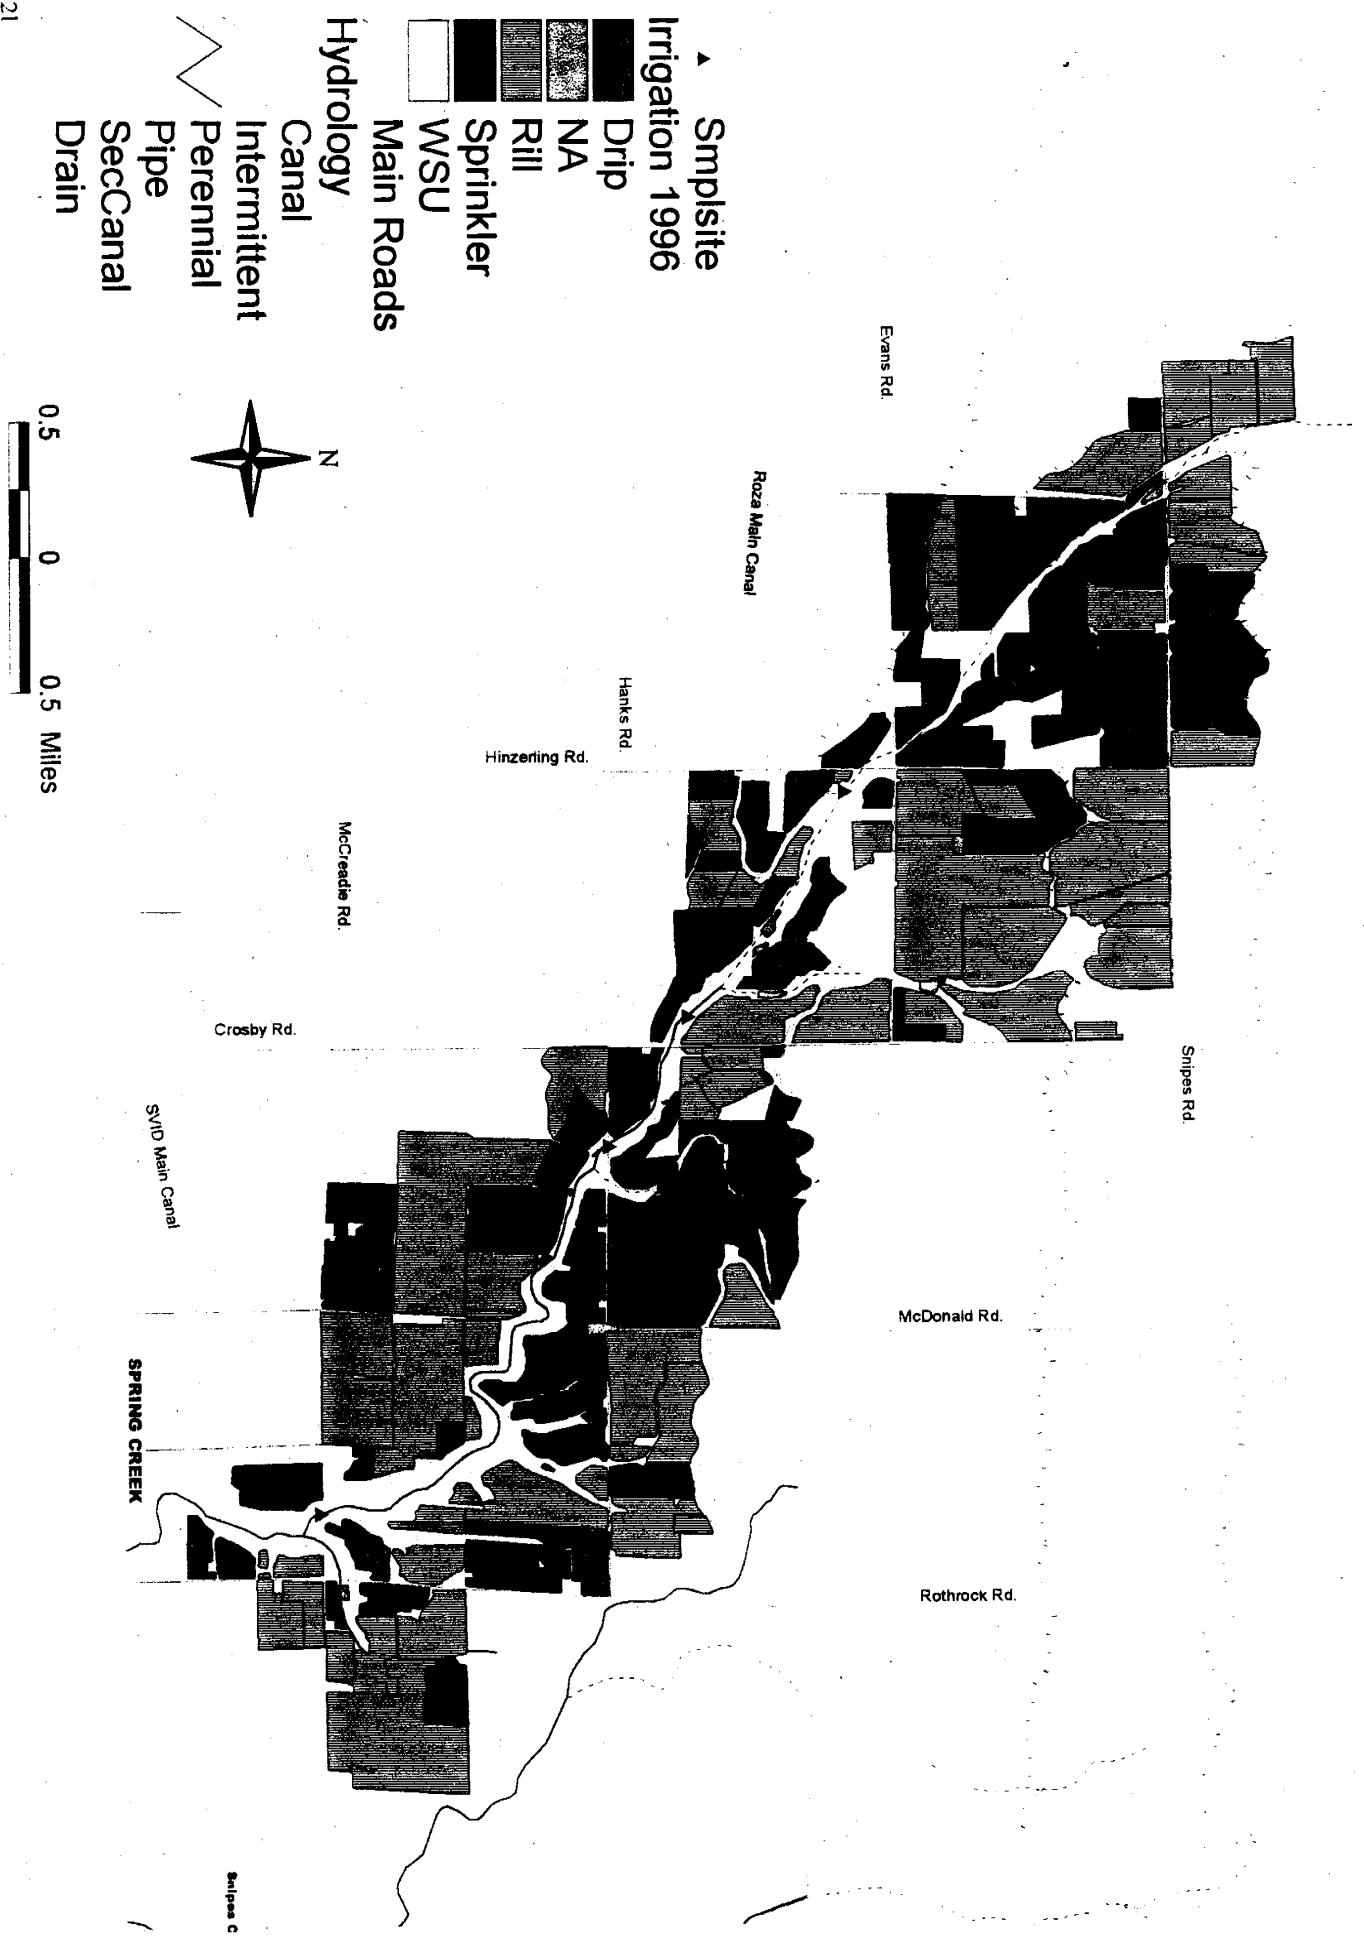 Smplsite
Irrigation 1996
Drip
NA
Rill
Sprinkler
WSU
Main Roads
Hydrology
Canal
Intermittent
Perennial
Pipe
SecCanal
Drain
N
0.5 0 0.5 Miles
Evans Rd.
Roza Main Canal
Hanks Rd.
Hinzerling Rd.
McCreadie Rd.
Crosby Rd.
SVID Main Canal
Snipes Rd.
McDonald Rd.
SPRING CREEK
Rothrock Rd.
Snipes C
21